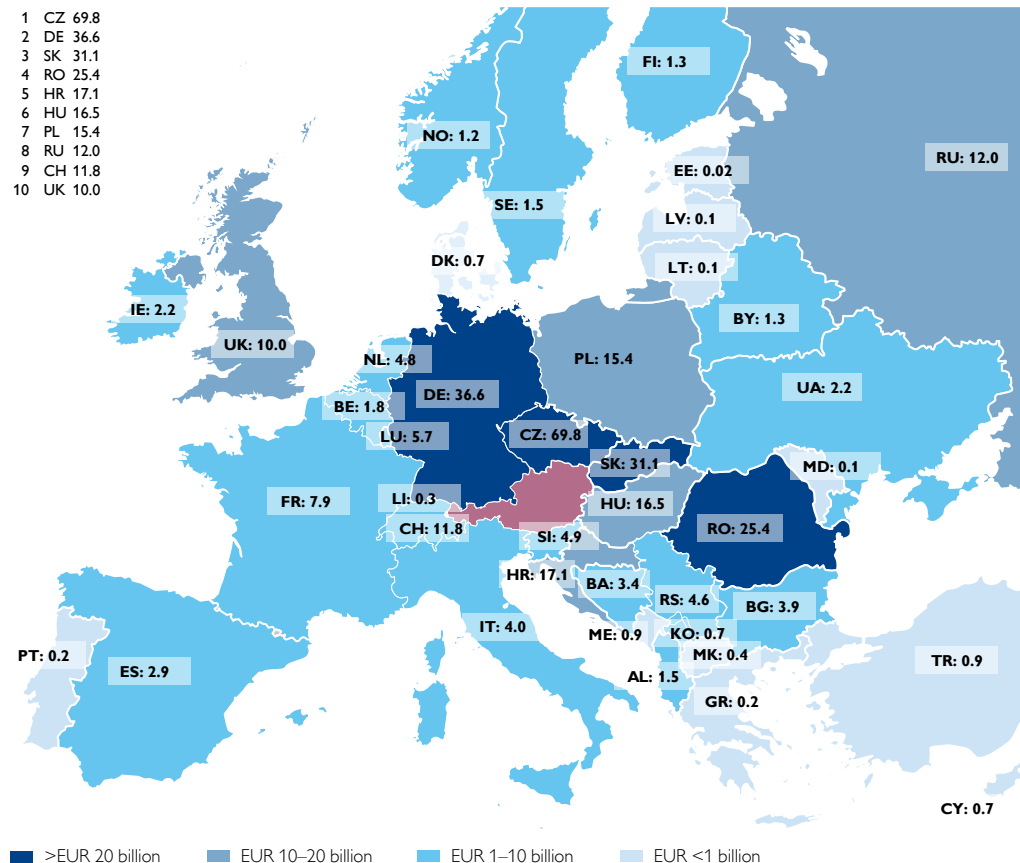 1 CZ 69.8
2 DE 36.6
3 SK 31.1
4 RO 25.4
5 HR 17.1
6 HU 16.5
7 PL 15.4
8 RU 12.0
9 CH 11.8
10 UK 10.0
FI: 1.3
NO: 1.2
RU: 12.0
EE: 0.02
SE: 1.5
LV: 0.1
DK: 0.7
LT: 0.1
IE: 2.2
BY: 1.3
UK: 10.0
NL: 4.8
PL: 15.4
DE: 36.6
UA: 2.2
BE: 1.8
LU: 5.7
CZ: 69.8
SK: 31.1
MD: 0.1
FR: 7.9
LI: 0.3
HU: 16.5
CH: 11.8
RO: 25.4
SI: 4.9
HR: 17.1
BA: 3.4
RS: 4.6
BG: 3.9
IT: 4.0
ME: 0.9
KO: 0.7
PT: 0.2
MK: 0.4
TR: 0.9
ES: 2.9
AL: 1.5
GR: 0.2
CY: 0.7
>EUR 20 billion
EUR 10–20 billion
EUR 1–10 billion
EUR <1 billion